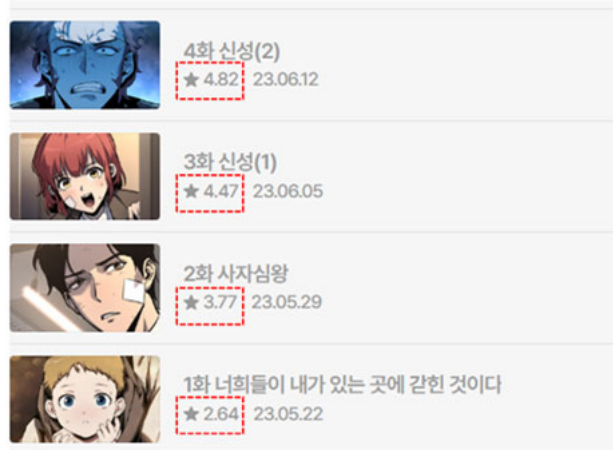 4화 신성(2)
★ 4.82 23.06.12
3화 신성(1)
★ 4.47 23.06.05
2화 사자심왕
★ 3.77 23.05.29
1화 너희들이 내가 있는 곳에 갇힌 것이다
★ 2.64 23.05.22